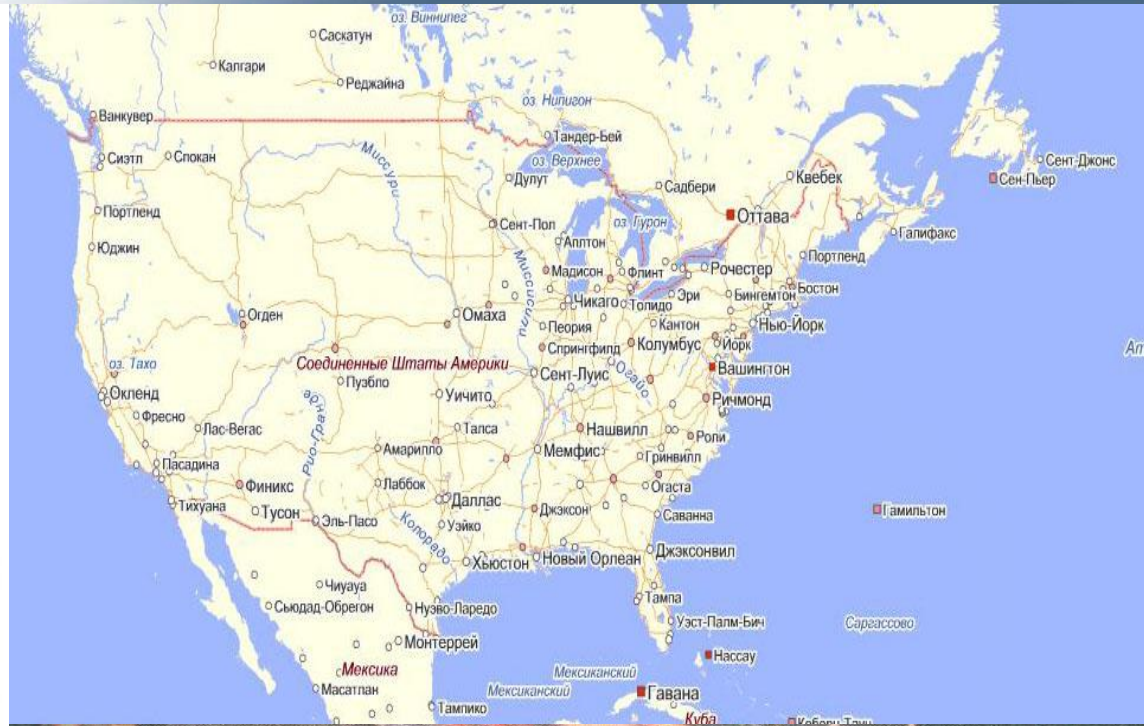 оз. Виннипег
Саскатун
Калгари
Реджайна
оз. Нипигон
Ванкувер
Тандер-Бей
Сиэтл
Спокан
Миссури
оз. Верхнее
Сент-Джонс
Дулут
Квебек
Сен-Пьер
Садбери
Портленд
Оттава
Сент-Пол
оз. Гурон
Галифакс
Юджин
Аплтон
Миссисипи
Портленд
Мадисон
Флинт
Рочестер
Бостон
Эри
Бингемтон
Чикаго
Толидо
Огден
Омаха
Пеория
Кантон
Нью-Йорк
Спрингфилд
Колумбус
Йорк
Ат
оз. Тахо
Соединенные Штаты Америки
Сент-Луис
Огайо
Вашингтон
Пуэбло
Окленд
Уичито
Ричмонд
Рио-Гранде
Фресно
Лас-Вегас
Талса
Нашвилл
Роли
Амарилло
Мемфис
Гринвилл
Пасадина
Финикс
Лаббок
Огаста
Даллас
Тихуана
Тусон
Эль-Пасо
Колорадо
Уэйко
Джэксон
Саванна
Гамильтон
Хьюстон
Новый Орлеан
Джэксонвил
Чиуауа
Сьюдад-Обрегон
Нуэво-Ларедо
Тампа
Уэст-Палм-Бич
Саргассово
Монтеррей
Нассау
Мексика
Мексиканский
Масатлан
Мексиканский
Гавана
Тампико
Куба